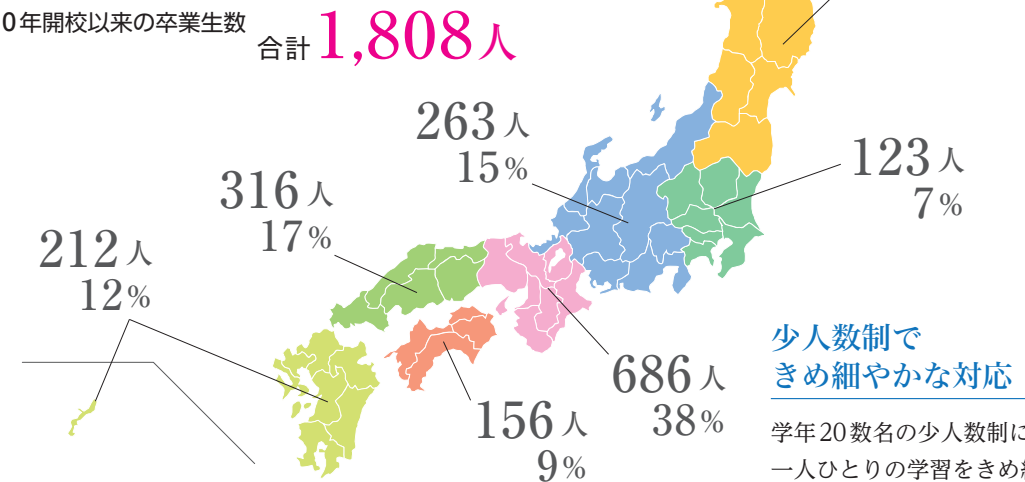 0年開校以来の卒業生数
合計 1,808人
263人
15%
123人
7%
316人
17%
212人
12%
686人
38%
156人
9%
少人数制で
きめ細やかな対応
学年20数名の少人数制に
一人ひとりの学習をきめ